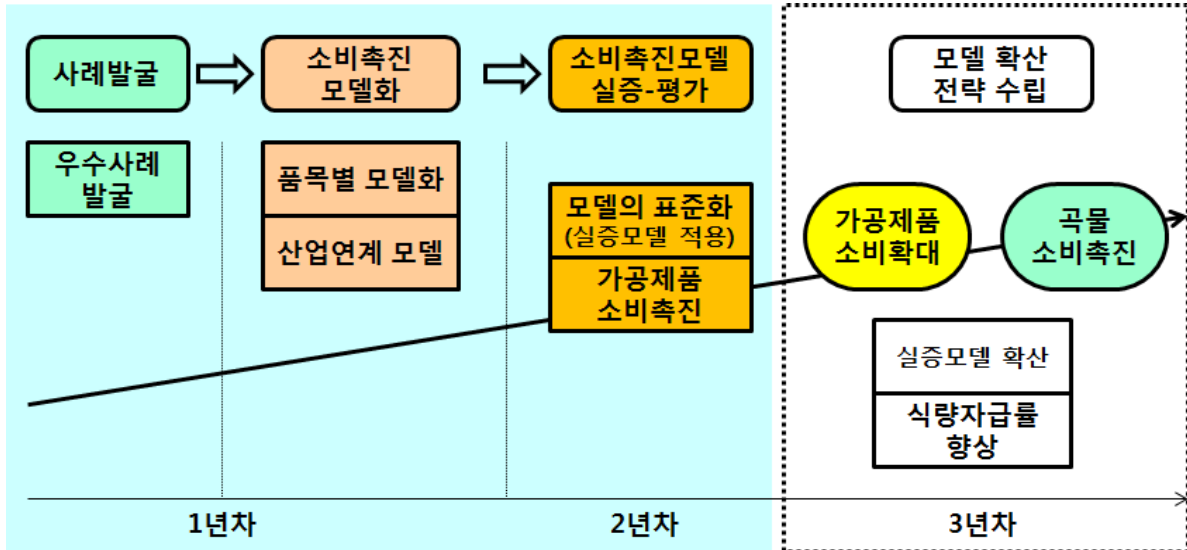 사례발굴
소비촉진
모델화
소비촉진모델
실증-평가
모델 확산
전략 수립
우수사례
발굴
품목별 모델화
산업연계 모델
모델의 표준화
(실증모델 적용)
가공제품
소비촉진
가공제품
소비확대
곡물
소비촉진
실증모델 확산
식량자급률
향상
1년차
2년차
3년차